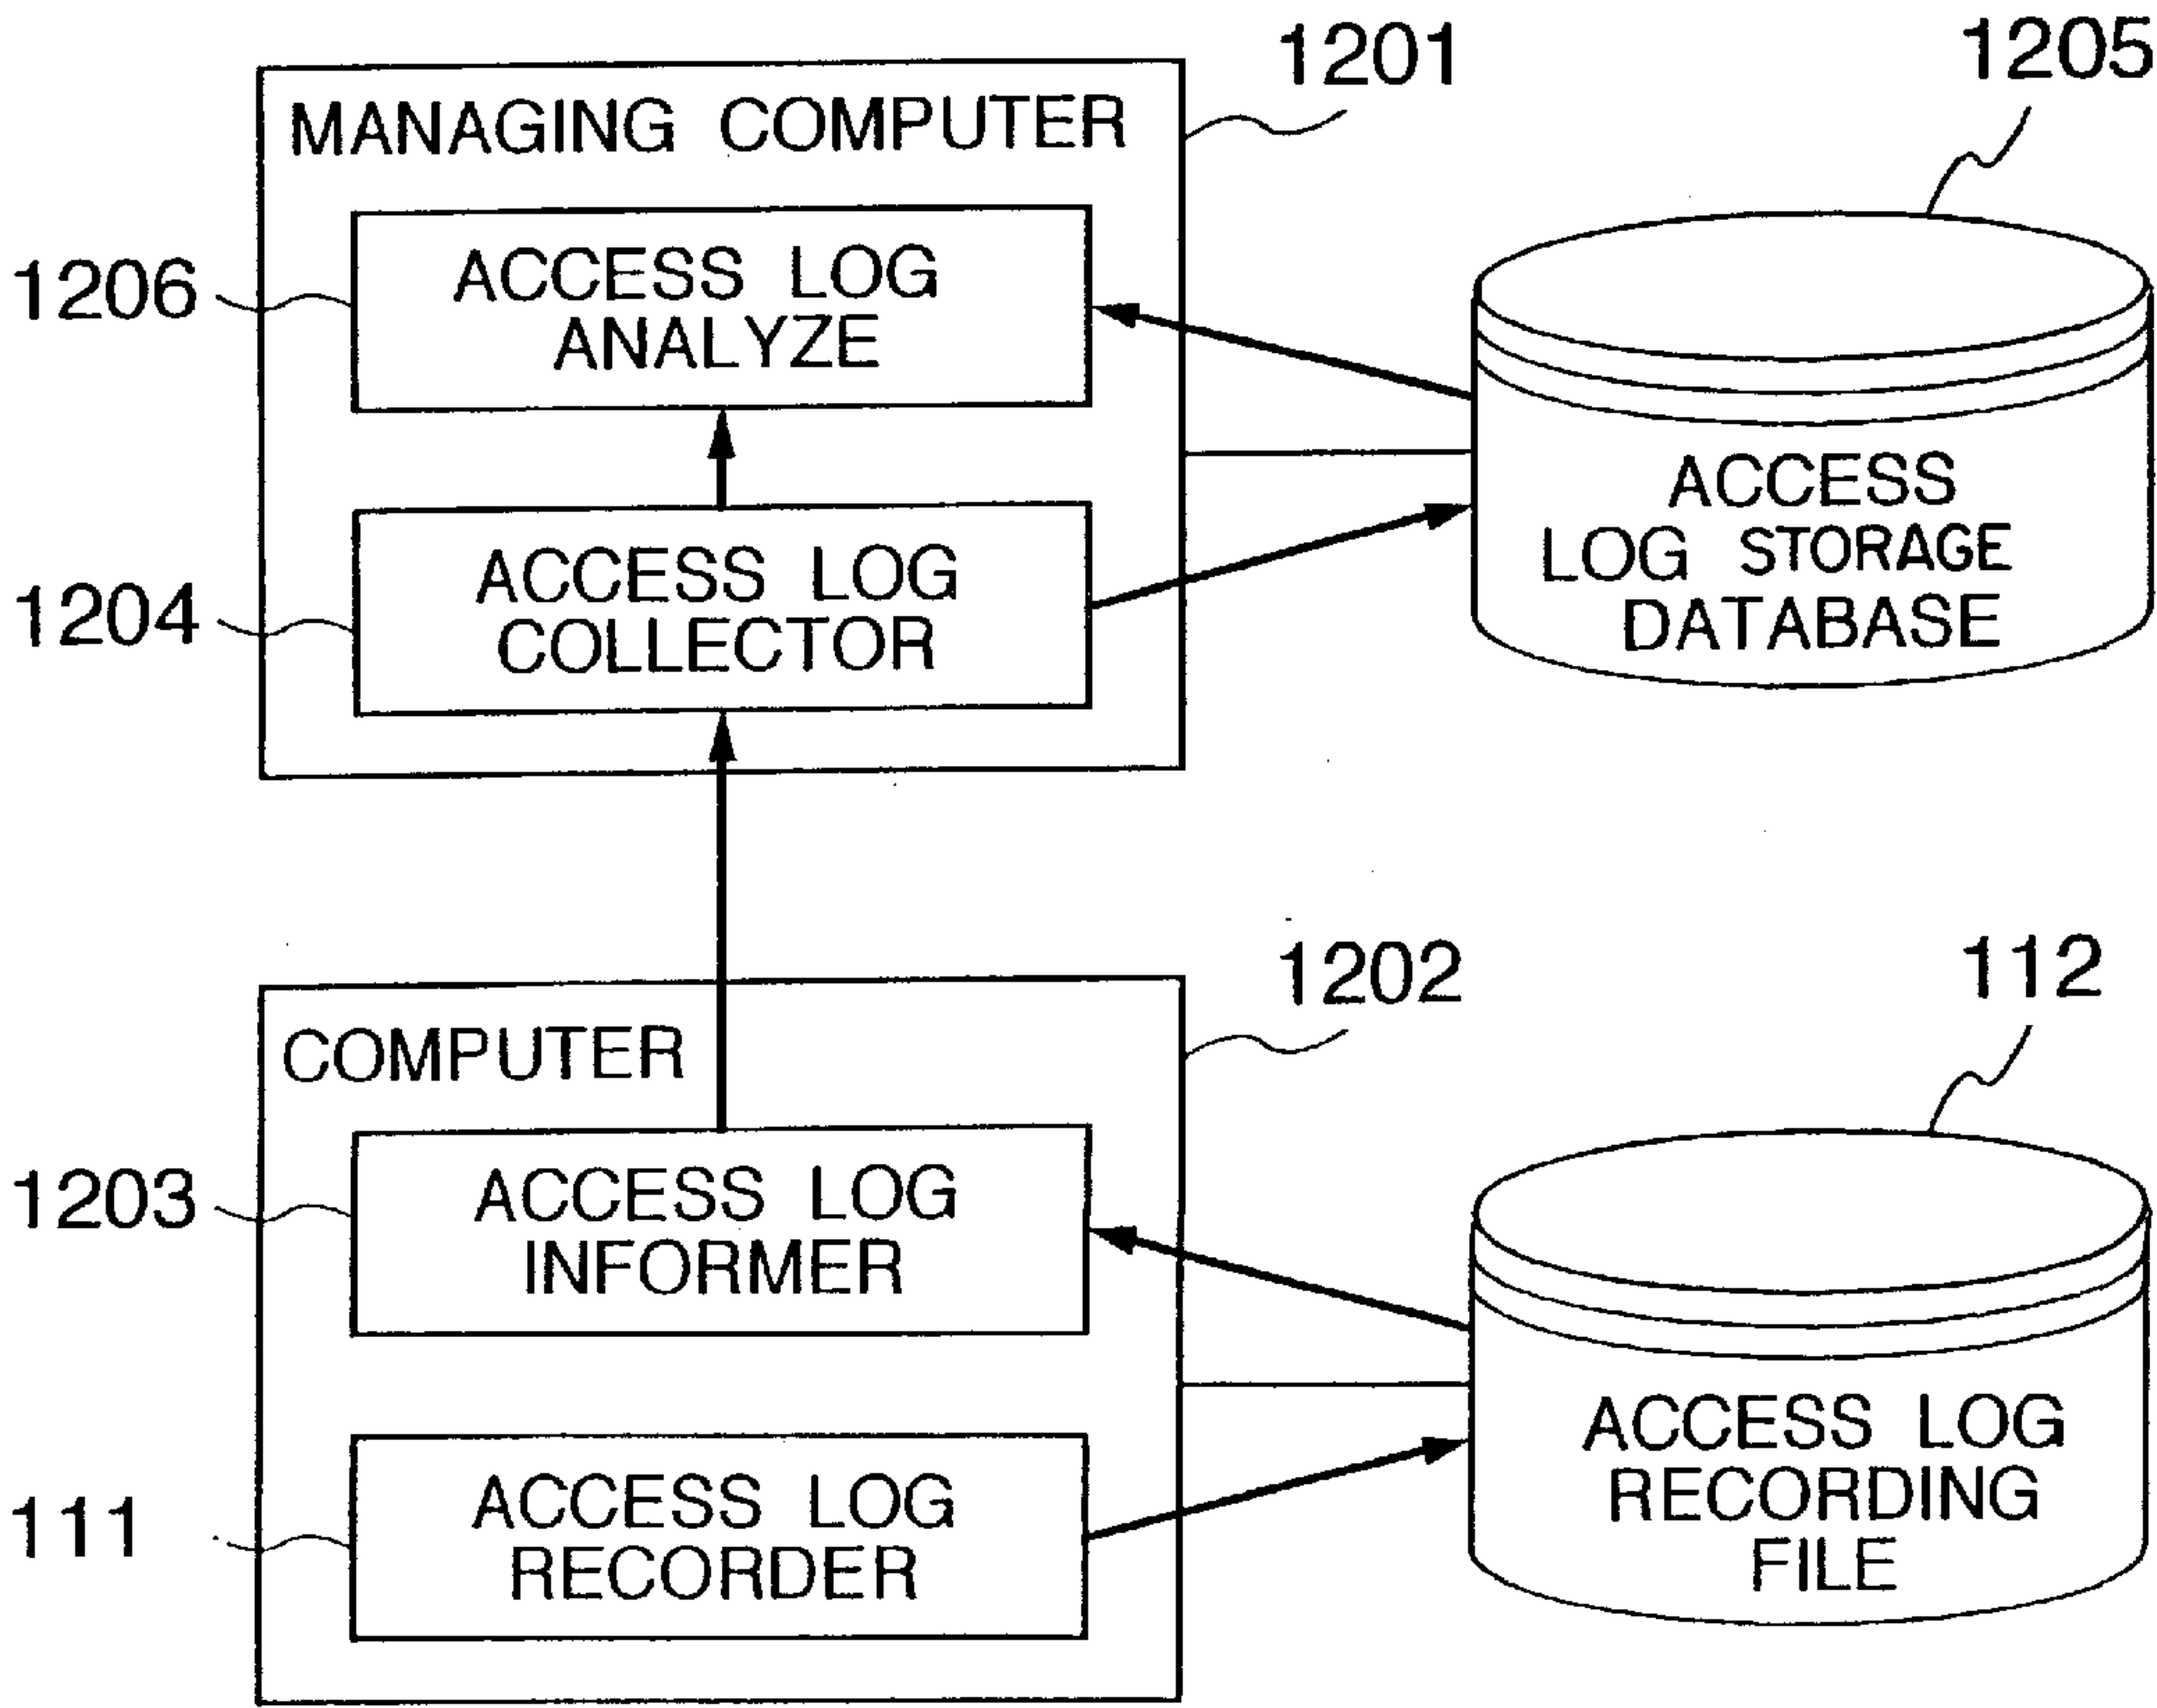 1201
1205
MANAGING COMPUTER
1206
ACCESS LOG
ANALYZE
1204
ACCESS LOG
COLLECTOR
ACCESS
LOG STORAGE
DATABASE
1202
112
COMPUTER
1203
ACCESS LOG
INFORMER
111
ACCESS LOG
RECORDER
ACCESS LOG
RECORDING
FILE